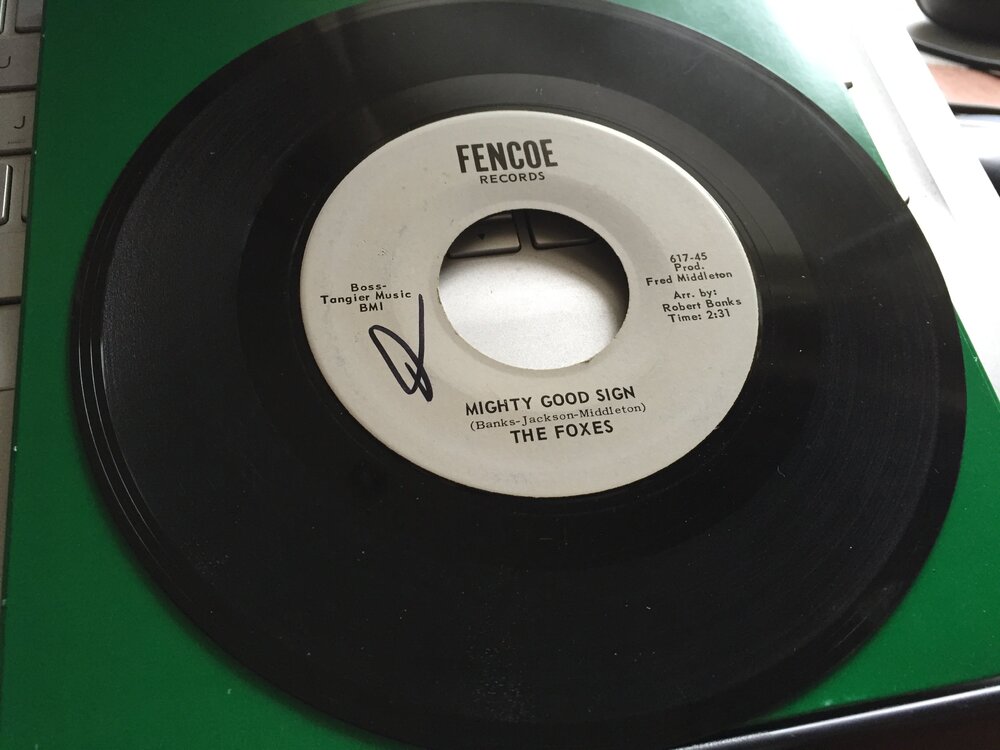 FENCOE
RECORDS
Boss-
Tangier Music
BMI
617-45
Prod.
Fred Middleton
Arr. by:
Robert Banks
Time: 2:31
MIGHTY GOOD SIGN
(Banks-Jackson-Middleton)
THE FOXES